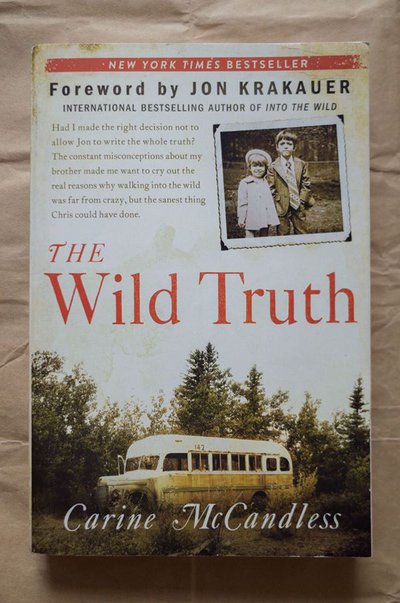 NEW YORK TIMES BESTSELLER
Foreword by JON KRAKAUER
INTERNATIONAL BESTSELLING AUTHOR OF INTO THE WILD
Had I made the right decision not to
allow Jon to write the whole truth?
The constant misconceptions about my
brother made me want to cry out the
real reasons why walking into the wild
was far from crazy, but the sanest thing
Chris could have done.
THE
Wild Truth
142
Carine McCandless